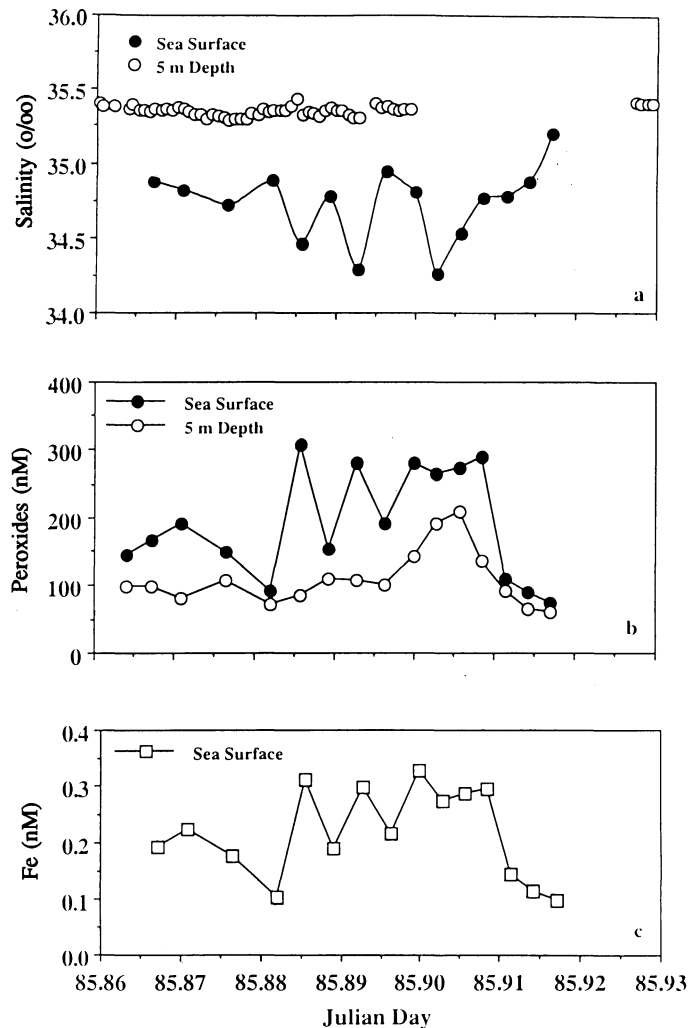 36.0
Sea Surface
5 m Depth
35.5
35.0
34.5
34.0
Salinity (o/oo)
a
400
Sea Surface
5 m Depth
300
200
100
0
Peroxides (nM)
b
0.4
Sea Surface
0.3
0.2
0.1
0.0
Fe (nM)
c
85.86 85.87 85.88 85.89 85.90 85.91 85.92 85.93
Julian Day